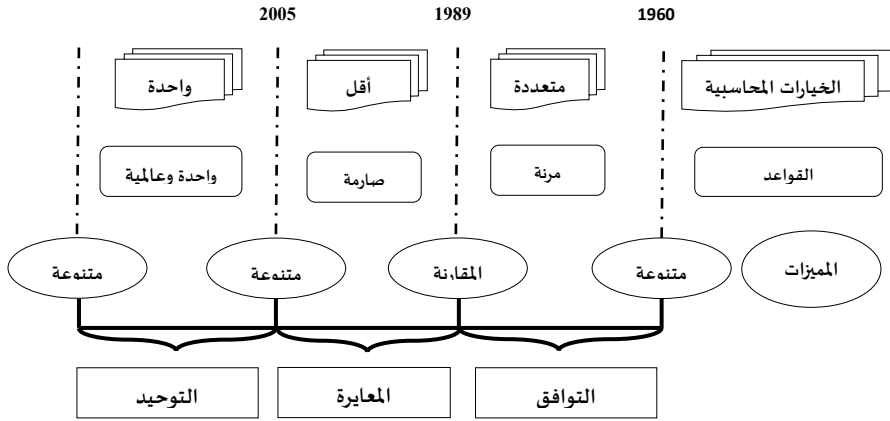 1960 1989 2005
الخيارات المحاسبية متعددة أقل واحدة
القواعد مرنة صارمة واحدة وعالمية
المميزات متنوعة المقارنة متنوعة متنوعة
التوافق المعايرة التوحيد